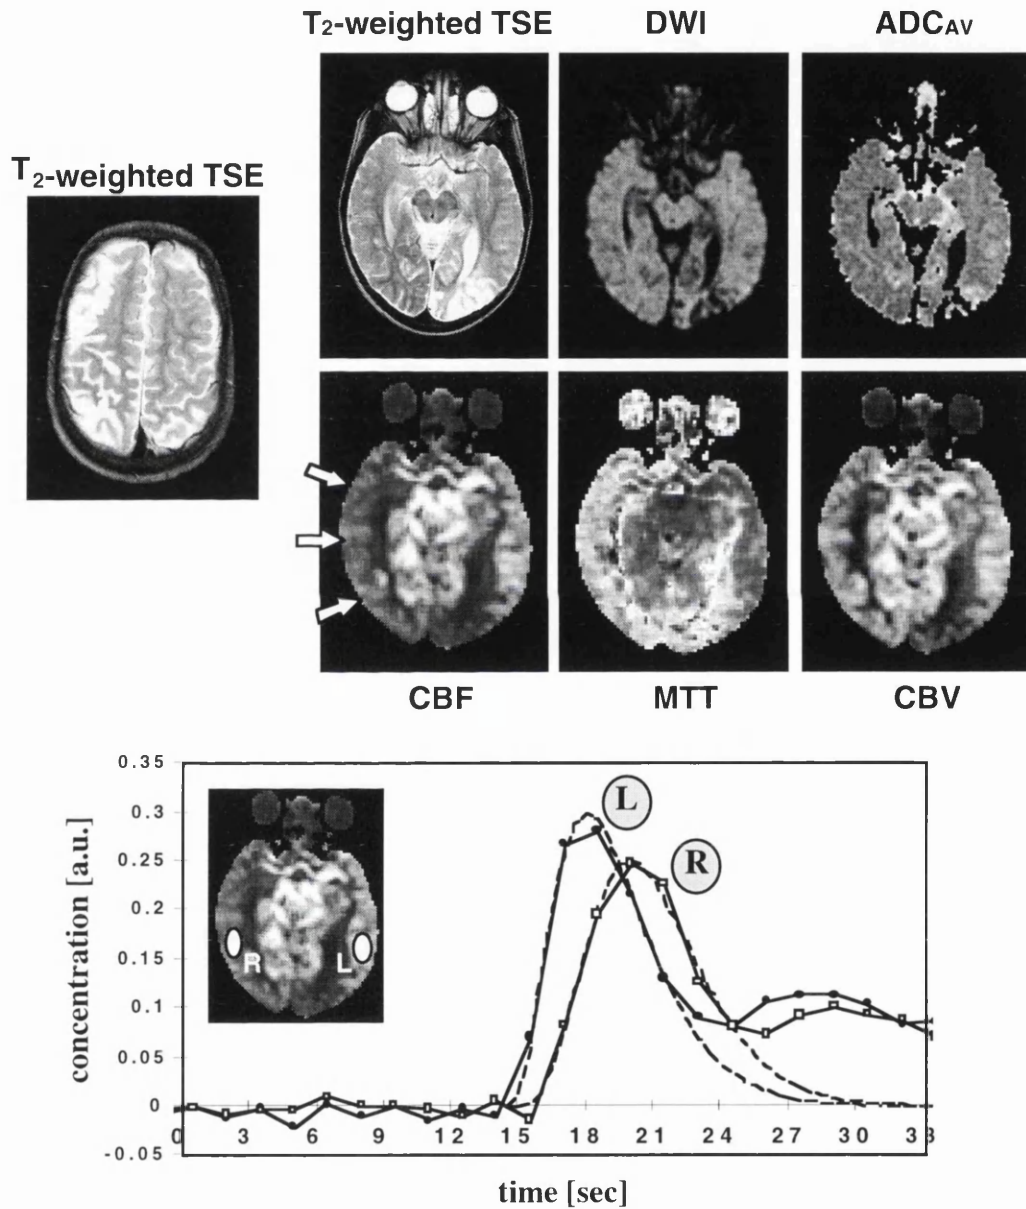 T2-weighted TSE DWI ADCAV
T2-weighted TSE
CBF MTT CBV
0.35
0.3
0.25
0.2
0.15
0.1
0.05
0
-0.05
concentration [a.u.]
L
R
R L
0 3 6 9 12 15 18 21 24 27 30 33
time [sec]